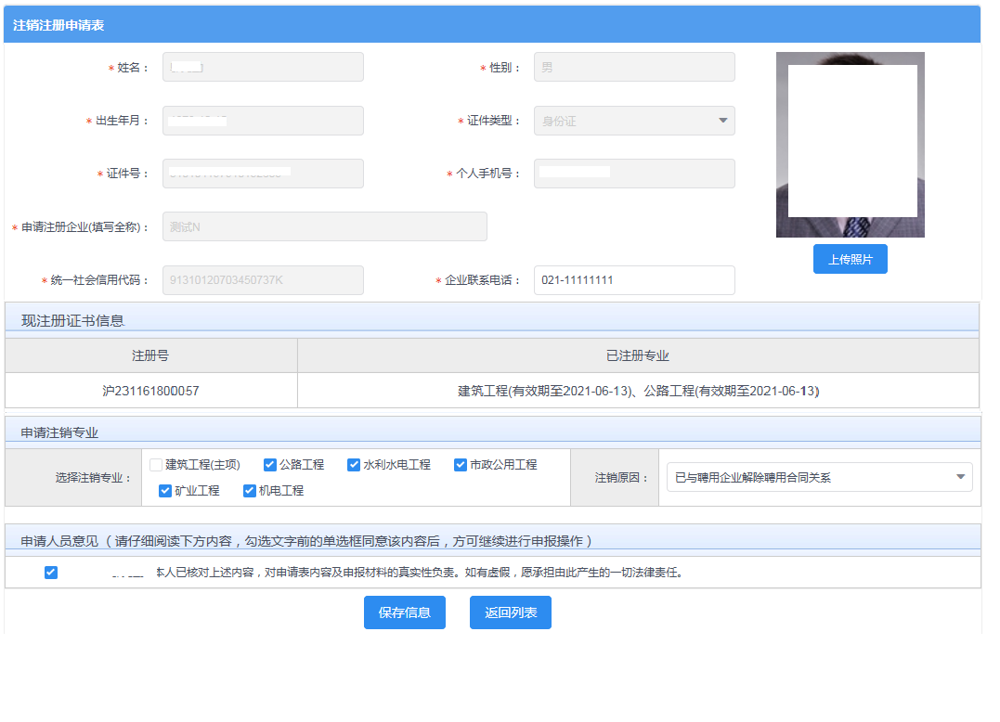 注销注册申请表
* 姓名：
* 性别： 男
* 出生年月：
* 证件类型： 身份证
* 证件号：
* 个人手机号：
* 申请注册企业(填写全称)： 测试N
上传照片
* 统一社会信用代码： 91310120703450737K
* 企业联系电话： 021-11111111
现注册证书信息
注册号 已注册专业
沪231161800057 建筑工程(有效期至2021-06-13)、公路工程(有效期至2021-06-13)
申请注销专业
选择注销专业： 建筑工程(主项) 公路工程 水利水电工程 市政公用工程
矿业工程 机电工程
注销原因： 已与聘用企业解除聘用合同关系
申请人员意见（请仔细阅读下方内容，勾选文字前的单选框同意该内容后，方可继续进行申报操作）
本人已核对上述内容，对申请表内容及申报材料的真实性负责。如有虚假，愿承担由此产生的一切法律责任。
保存信息 返回列表